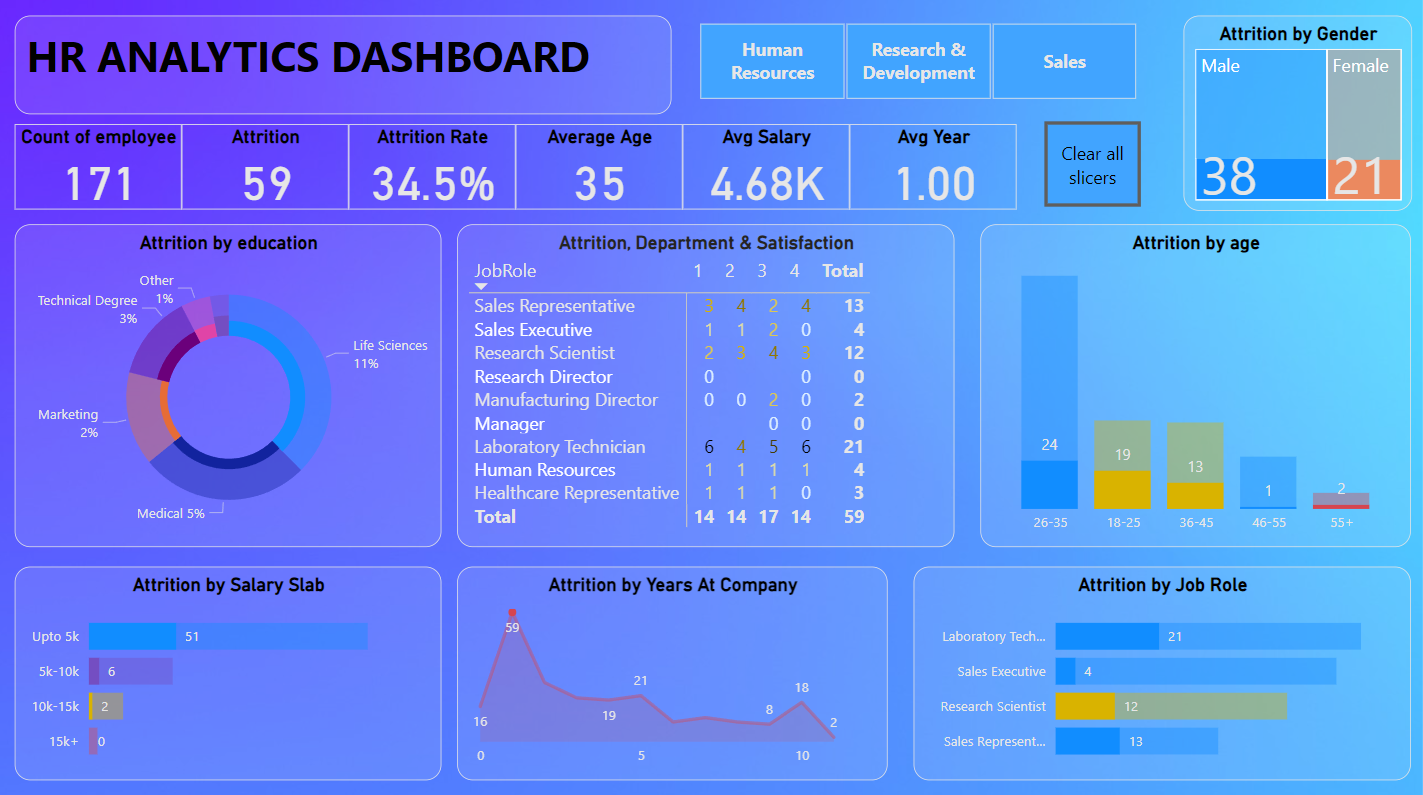 HR ANALYTICS DASHBOARD
Human
Resources
Research &
Development
Sales
Attrition by Gender
Male
Female
38
21
Count of employee
171
Attrition
59
Attrition Rate
34.5%
Average Age
35
Avg Salary
4.68K
Avg Year
1.00
Clear all
slicers
Attrition by education
Other
1%
Technical Degree
3%
Life Sciences
11%
Marketing
2%
Medical 5%
Attrition, Department & Satisfaction
JobRole 1 2 3 4 Total
Sales Representative 3 4 2 4 13
Sales Executive 1 1 2 0 4
Research Scientist 2 3 4 3 12
Research Director 0 0 0
Manufacturing Director 0 0 2 0 2
Manager 0 0 0
Laboratory Technician 6 4 5 6 21
Human Resources 1 1 1 1 4
Healthcare Representative 1 1 1 0 3
Total 14 14 17 14 59
Attrition by age
24
19
13
1
2
26-35 18-25 36-45 46-55 55+
Attrition by Salary Slab
Upto 5k 51
5k-10k 6
10k-15k 2
15k+ 0
Attrition by Years At Company
59
21
18
16
19
8
2
0 5 10
Attrition by Job Role
Laboratory Tech... 21
Sales Executive 4
Research Scientist 12
Sales Represent... 13